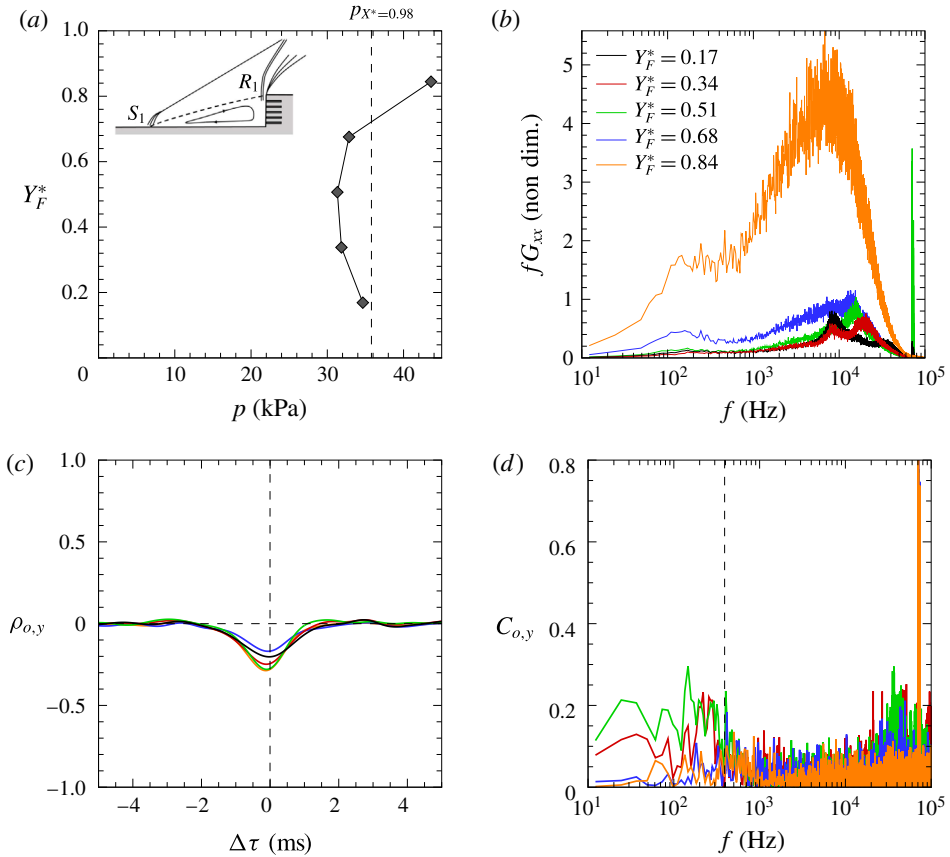 (a)
p_{X*=0.98}
1.0
0.8
0.6
Y*_F
0.4
0.2
0
10
20
30
40
p (kPa)
S_1
R_1
(b)
5
4
3
2
1
0
fG_{xx} (non dim.)
Y*_F = 0.17
Y*_F = 0.34
Y*_F = 0.51
Y*_F = 0.68
Y*_F = 0.84
10^1
10^2
10^3
10^4
10^5
f (Hz)
(c)
1.0
0.5
ρ_{o,y}
0
−0.5
−1.0
−4
−2
0
2
4
Δτ (ms)
(d)
0.8
0.6
C_{o,y}
0.4
0.2
0
10^1
10^2
10^3
10^4
10^5
f (Hz)